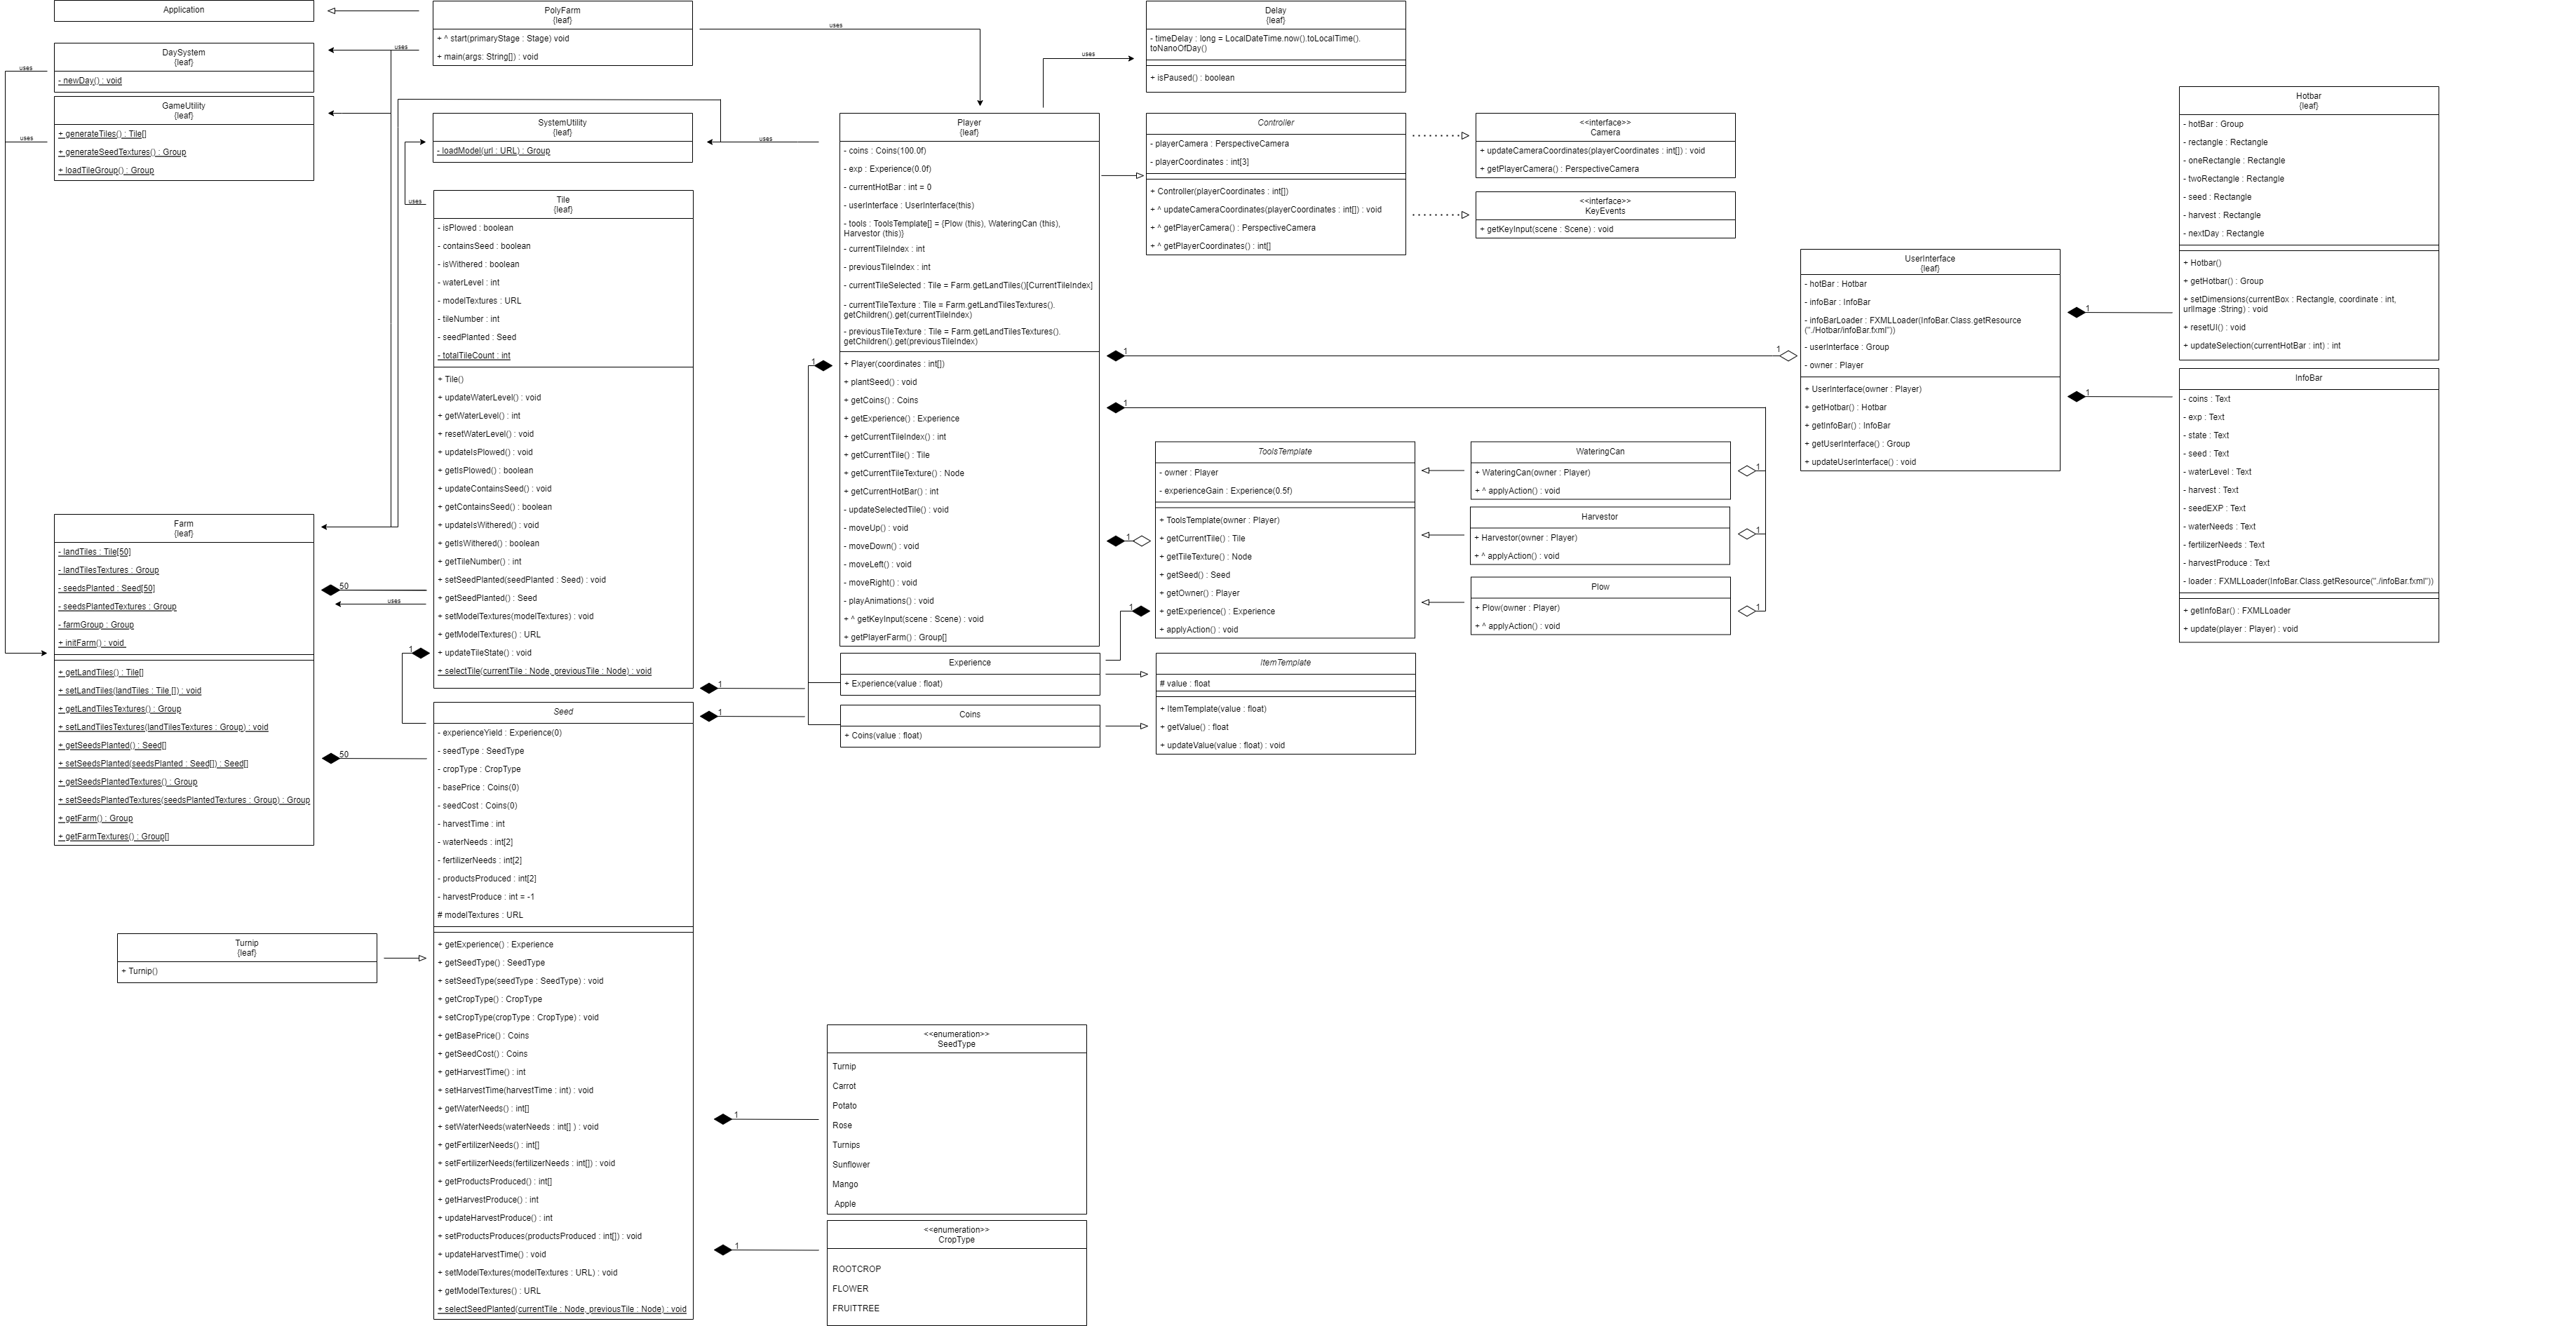 Application
PolyFarm
{leaf}
+ ^ start(primaryStage : Stage) void
+ main(args: String[]) : void
uses
uses
DaySystem
{leaf}
- newDay() : void
uses
GameUtility
{leaf}
+ generateTiles() : Tile[]
+ generateSeedTextures() : Group
+ loadTileGroup() : Group
uses
SystemUtility
{leaf}
- loadModel(url : URL) : Group
uses
uses
Tile
{leaf}
- isPlowed : boolean
- containsSeed : boolean
- isWithered : boolean
- waterLevel : int
- modelTextures : URL
- tileNumber : int
- seedPlanted : Seed
- totalTileCount : int
+ Tile()
+ updateWaterLevel() : void
+ getWaterLevel() : int
+ resetWaterLevel() : void
+ updateIsPlowed() : void
+ getIsPlowed() : boolean
+ updateContainsSeed() : void
+ getContainsSeed() : boolean
+ updateIsWithered() : void
+ getIsWithered() : boolean
+ getTileNumber() : int
+ setSeedPlanted(seedPlanted : Seed) : void
+ getSeedPlanted() : Seed
+ setModelTextures(modelTextures) : void
+ getModelTextures() : URL
+ updateTileState() : void
+ selectTile(currentTile : Node, previousTile : Node) : void
Farm
{leaf}
- landTiles : Tile[50]
- landTilesTextures : Group
- seedsPlanted : Seed[50]
- seedsPlantedTextures : Group
- farmGroup : Group
+ initFarm() : void
+ getLandTiles() : Tile[]
+ setLandTiles(landTiles : Tile []) : void
+ getLandTilesTextures() : Group
+ setLandTilesTextures(landTilesTextures : Group) : void
+ getSeedsPlanted() : Seed[]
+ setSeedsPlanted(seedsPlanted : Seed[]) : Seed[]
+ getSeedsPlantedTextures() : Group
+ setSeedsPlantedTextures(seedsPlantedTextures : Group) : Group
+ getFarm() : Group
+ getFarmTextures() : Group[]
50
uses
1
50
1
1
Seed
- experienceYield : Experience(0)
- seedType : SeedType
- cropType : CropType
- basePrice : Coins(0)
- seedCost : Coins(0)
- harvestTime : int
- waterNeeds : int[2]
- fertilizerNeeds : int[2]
- productsProduced : int[2]
- harvestProduce : int = -1
# modelTextures : URL
+ getExperience() : Experience
+ getSeedType() : SeedType
+ setSeedType(seedType : SeedType) : void
+ getCropType() : CropType
+ setCropType(cropType : CropType) : void
+ getBasePrice() : Coins
+ getSeedCost() : Coins
+ getHarvestTime() : int
+ setHarvestTime(harvestTime : int) : void
+ getWaterNeeds() : int[]
+ setWaterNeeds(waterNeeds : int[] ) : void
+ getFertilizerNeeds() : int[]
+ setFertilizerNeeds(fertilizerNeeds : int[]) : void
+ getProductsProduced() : int[]
+ getHarvestProduce() : int
+ updateHarvestProduce() : int
+ setProductsProduces(productsProduced : int[]) : void
+ updateHarvestTime() : void
+ setModelTextures(modelTextures : URL) : void
+ getModelTextures() : URL
+ selectSeedPlanted(currentTile : Node, previousTile : Node) : void
Turnip
{leaf}
+ Turnip()
1
<<enumeration>>
SeedType
Turnip
Carrot
Potato
Rose
Turnips
Sunflower
Mango
Apple
1
<<enumeration>>
CropType
ROOTCROP
FLOWER
FRUITTREE
Player
{leaf}
- coins : Coins(100.0f)
- exp : Experience(0.0f)
- currentHotBar : int = 0
- userInterface : UserInterface(this)
- tools : ToolsTemplate[] = {Plow (this), WateringCan (this),
Harvestor (this)}
- currentTileIndex : int
- previousTileIndex : int
- currentTileSelected : Tile = Farm.getLandTiles()[CurrentTileIndex]
- currentTileTexture : Tile = Farm.getLandTilesTextures().
getChildren().get(currentTileIndex)
- previousTileTexture : Tile = Farm.getLandTilesTextures().
getChildren().get(previousTileIndex)
+ Player(coordinates : int[])
+ plantSeed() : void
+ getCoins() : Coins
+ getExperience() : Experience
+ getCurrentTileIndex() : int
+ getCurrentTile() : Tile
+ getCurrentTileTexture() : Node
+ getCurrentHotBar() : int
- updateSelectedTile() : void
- moveUp() : void
- moveDown() : void
- moveLeft() : void
- moveRight() : void
- playAnimations() : void
+ ^ getKeyInput(scene : Scene) : void
+ getPlayerFarm() : Group[]
1
Experience
+ Experience(value : float)
Coins
+ Coins(value : float)
uses
Delay
{leaf}
- timeDelay : long = LocalDateTime.now().toLocalTime().
toNanoOfDay()
+ isPaused() : boolean
Controller
- playerCamera : PerspectiveCamera
- playerCoordinates : int[3]
+ Controller(playerCoordinates : int[])
+ ^ updateCameraCoordinates(playerCoordinates : int[]) : void
+ ^ getPlayerCamera() : PerspectiveCamera
+ ^ getPlayerCoordinates() : int[]
<<interface>>
Camera
+ updateCameraCoordinates(playerCoordinates : int[]) : void
+ getPlayerCamera() : PerspectiveCamera
<<interface>>
KeyEvents
+ getKeyInput(scene : Scene) : void
1
1
1
1
1
ToolsTemplate
- owner : Player
- experienceGain : Experience(0.5f)
+ ToolsTemplate(owner : Player)
+ getCurrentTile() : Tile
+ getTileTexture() : Node
+ getSeed() : Seed
+ getOwner() : Player
+ getExperience() : Experience
+ applyAction() : void
ItemTemplate
# value : float
+ ItemTemplate(value : float)
+ getValue() : float
+ updateValue(value : float) : void
WateringCan
+ WateringCan(owner : Player)
+ ^ applyAction() : void
1
Harvestor
+ Harvestor(owner : Player)
+ ^ applyAction() : void
1
Plow
+ Plow(owner : Player)
+ ^ applyAction() : void
1
UserInterface
{leaf}
- hotBar : Hotbar
- infoBar : InfoBar
- infoBarLoader : FXMLLoader(InfoBar.Class.getResource
("./Hotbar/infoBar.fxml"))
- userInterface : Group
- owner : Player
+ UserInterface(owner : Player)
+ getHotbar() : Hotbar
+ getInfoBar() : InfoBar
+ getUserInterface() : Group
+ updateUserInterface() : void
1
1
Hotbar
{leaf}
- hotBar : Group
- rectangle : Rectangle
- oneRectangle : Rectangle
- twoRectangle : Rectangle
- seed : Rectangle
- harvest : Rectangle
- nextDay : Rectangle
+ Hotbar()
+ getHotbar() : Group
+ setDimensions(currentBox : Rectangle, coordinate : int,
urlImage :String) : void
+ resetUI() : void
+ updateSelection(currentHotBar : int) : int
InfoBar
- coins : Text
- exp : Text
- state : Text
- seed : Text
- waterLevel : Text
- harvest : Text
- seedEXP : Text
- waterNeeds : Text
- fertilizerNeeds : Text
- harvestProduce : Text
- loader : FXMLLoader(InfoBar.Class.getResource("./infoBar.fxml"))
+ getInfoBar() : FXMLLoader
+ update(player : Player) : void